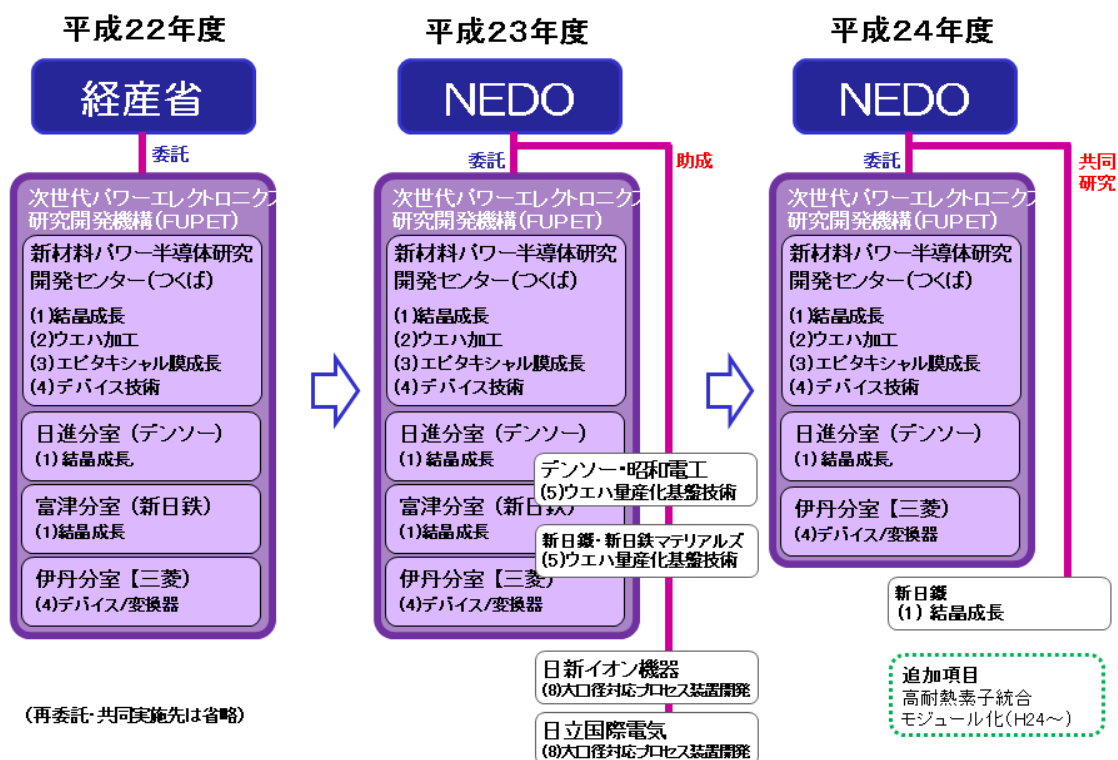 平成22年度
経産省
委託
次世代パワーエレクトロニクス
研究開発機構(FUPET)
新材料パワー半導体研究
開発センター(つくば)
(1)結晶成長
(2)ウエハ加工
(3)エピタキシャル膜成長
(4)デバイス技術
日進分室 (デンソー)
(1)結晶成長
富津分室 (新日鉄)
(1)結晶成長
伊丹分室【三菱)
(4)デバイス/変換器
(再委託・共同実施先は省略)
平成23年度
NEDO
委託
助成
次世代パワーエレクトロニクス
研究開発機構(FUPET)
新材料パワー半導体研究
開発センター(つくば)
(1)結晶成長
(2)ウエハ加工
(3)エピタキシャル膜成長
(4)デバイス技術
日進分室 (デンソー)
(1)結晶成長
富津分室 (新日鉄)
(1)結晶成長
伊丹分室【三菱)
(4)デバイス/変換器
デンソー・昭和電工
(5)ウエハ量産化基盤技術
新日鐵・新日鉄マテリアルズ
(5)ウエハ量産化基盤技術
日新イオン機器
(8)大口径対応プロセス装置開発
日立国際電気
(8)大口径対応プロセス装置開発
平成24年度
NEDO
委託
共同
研究
次世代パワーエレクトロニクス
研究開発機構(FUPET)
新材料パワー半導体研究
開発センター(つくば)
(1)結晶成長
(2)ウエハ加工
(3)エピタキシャル膜成長
(4)デバイス技術
日進分室 (デンソー)
(1)結晶成長
伊丹分室【三菱)
(4)デバイス/変換器
新日鐵
(1) 結晶成長
追加項目
高耐熱素子統合
モジュール化(H24～)